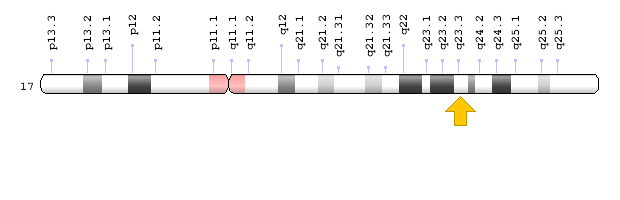 p13.3
p13.2
p13.1
p12
p11.2
p11.1
q11.1
q11.2
q12
q21.1
q21.2
q21.31
q21.32
q21.33
q22
q23.1
q23.2
q23.3
q24.2
q24.3
q25.1
q25.2
q25.3
17